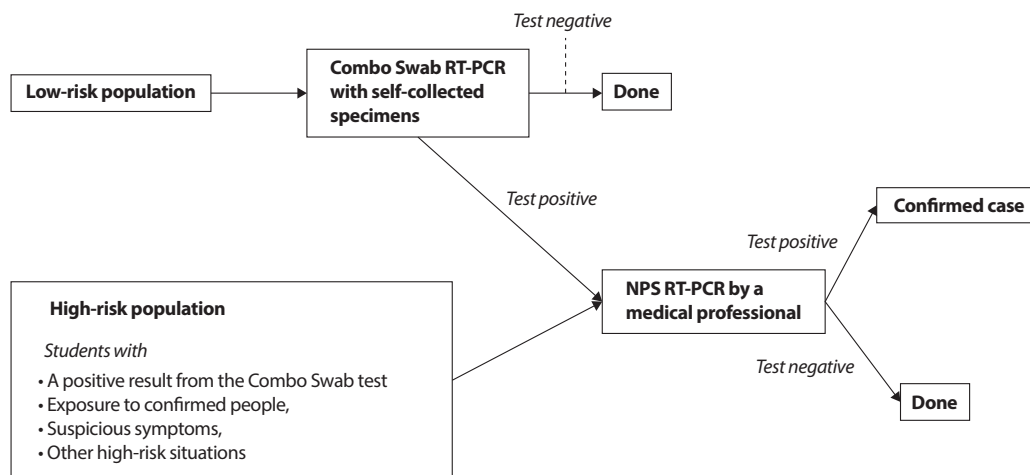 Test negative
Low-risk population
Combo Swab RT-PCR
with self-collected
specimens
Done
Test positive
Confirmed case
Test positive
NPS RT-PCR by a
medical professional
Test negative
Done
High-risk population
Students with
• A positive result from the Combo Swab test
• Exposure to confirmed people,
• Suspicious symptoms,
• Other high-risk situations